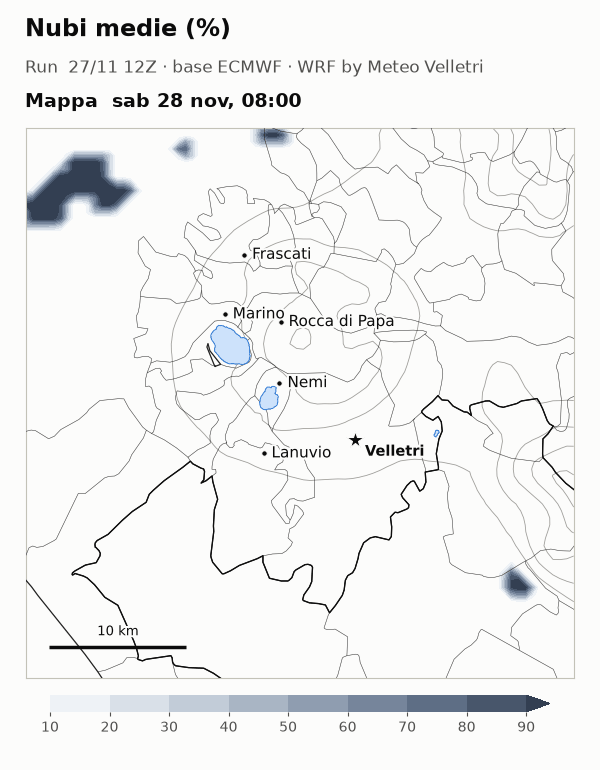 Nubi medie (%)
Run  27/11 12Z · base ECMWF · WRF by Meteo Velletri
Mappa  sab 28 nov, 08:00
Frascati
Marino
Rocca di Papa
Nemi
Velletri
Lanuvio
10 km
10 20 30 40 50 60 70 80 90